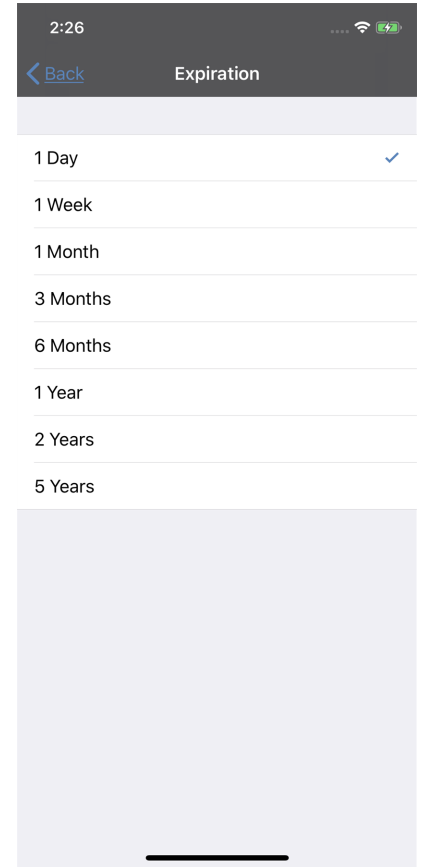 2:26
Back
Expiration
1 Day
1 Week
1 Month
3 Months
6 Months
1 Year
2 Years
5 Years